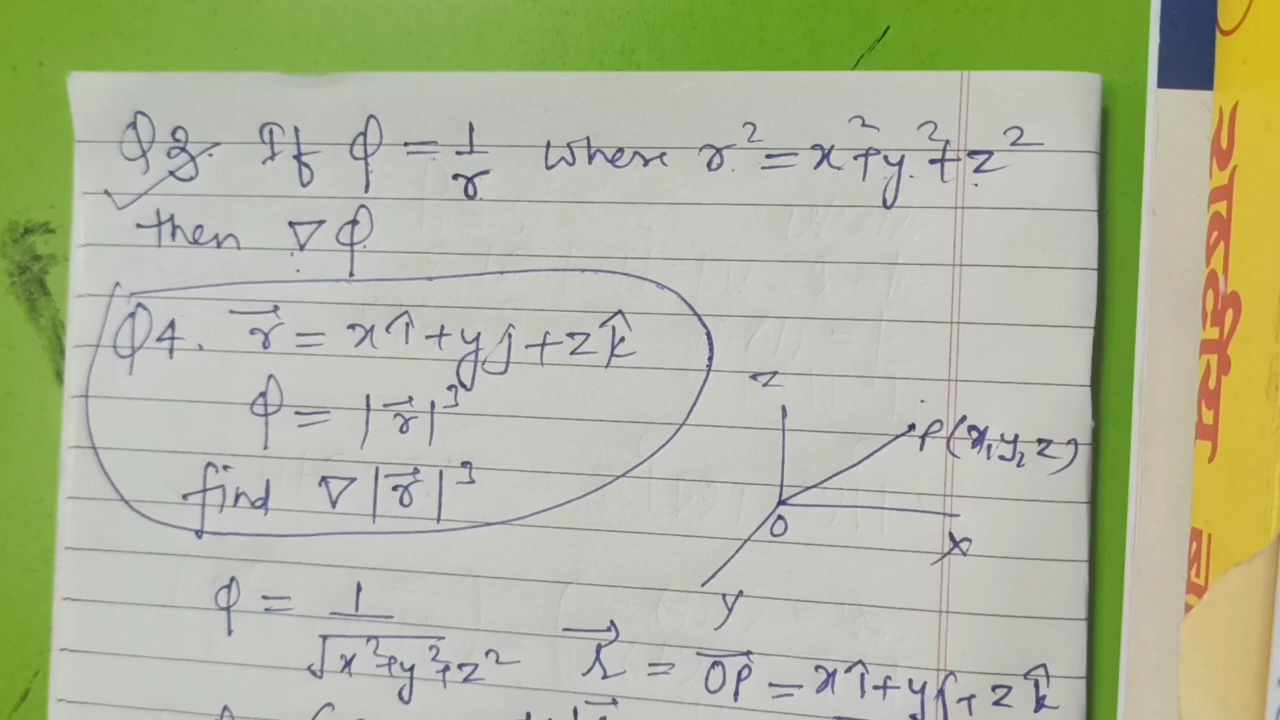 Q3. If φ = 1/r where r² = x²+y²+z²
then ∇φ
Q4. r⃗ = xî+yj+zk̂
φ = |r⃗|³
find ∇|r⃗|³
Z
P(x,y,z)
O
X
Y
φ = 1/√x²+y²+z²
r⃗ = OP⃗ = xî+yĵ+zk̂